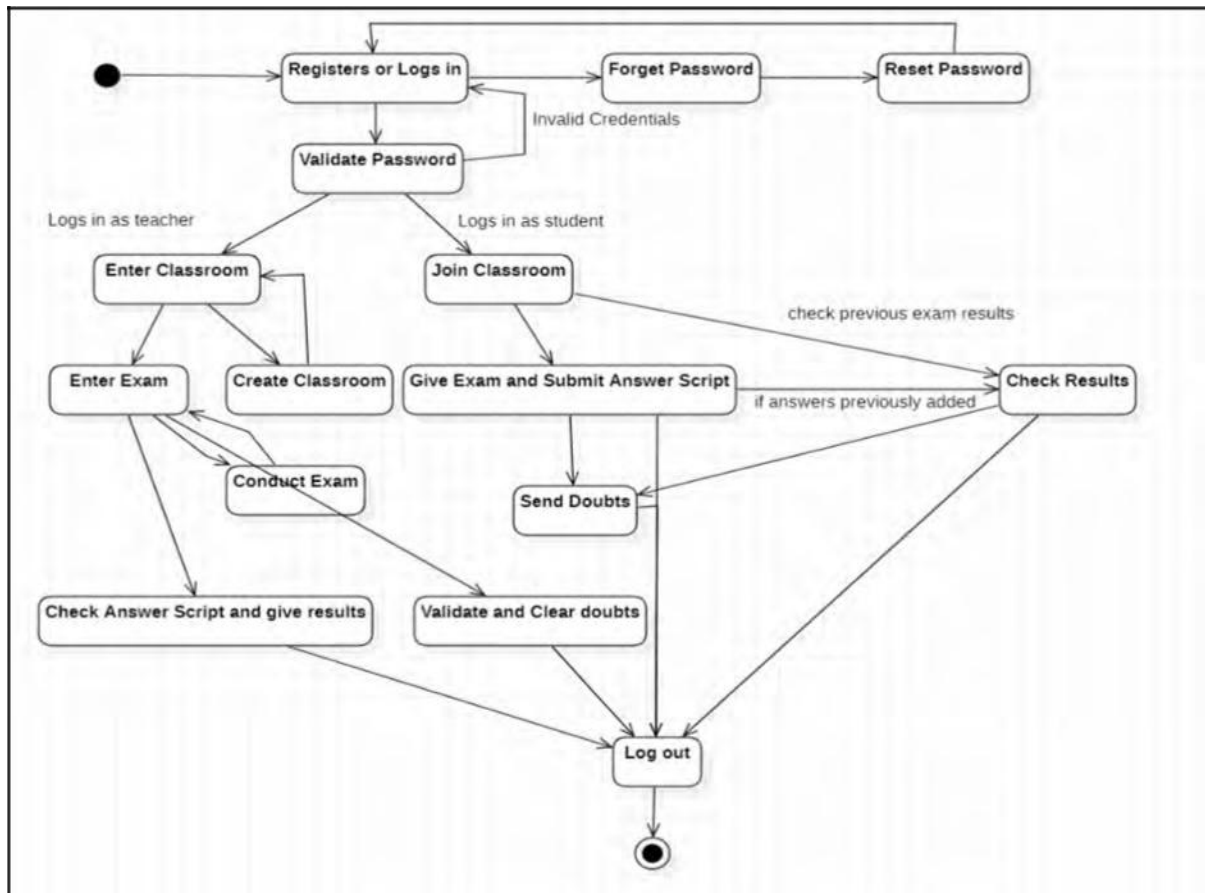 Registers or Logs in
Forget Password
Reset Password
Invalid Credentials
Validate Password
Logs in as teacher
Logs in as student
Enter Classroom
Join Classroom
check previous exam results
Enter Exam
Create Classroom
Give Exam and Submit Answer Script
Check Results
if answers previously added
Conduct Exam
Send Doubts
Check Answer Script and give results
Validate and Clear doubts
Log out